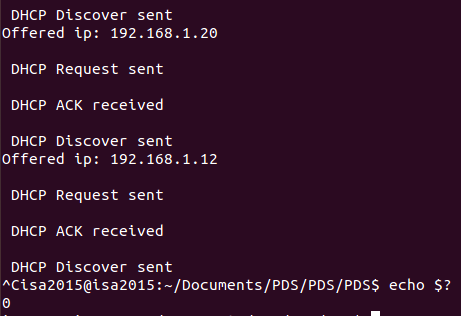 DHCP Discover sent
Offered ip: 192.168.1.20
DHCP Request sent
DHCP ACK received
DHCP Discover sent
Offered ip: 192.168.1.12
DHCP Request sent
DHCP ACK received
DHCP Discover sent
^Cisa2015@isa2015:~/Documents/PDS/PDS/PDS$ echo $?
0